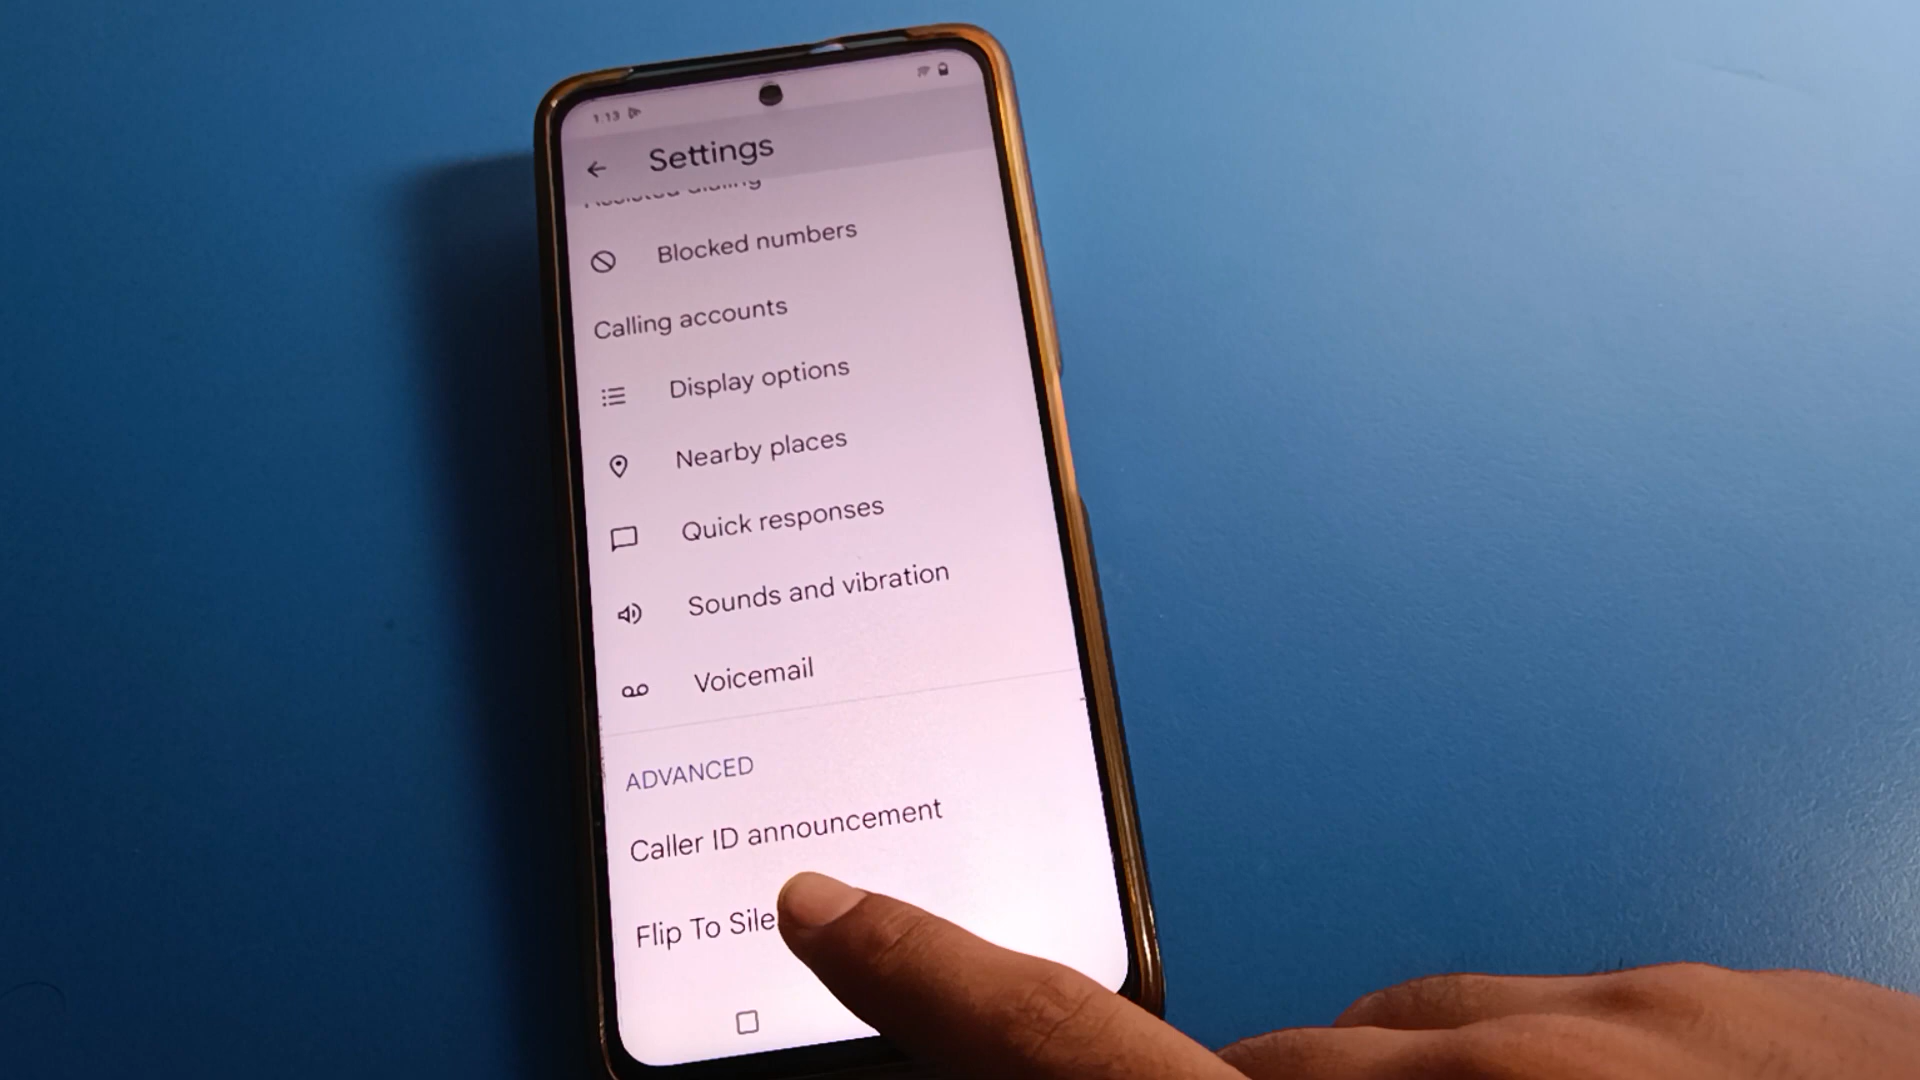 1:13
Settings
Blocked numbers
Calling accounts
Display options
Nearby places
Quick responses
Sounds and vibration
Voicemail
ADVANCED
Caller ID announcement
Flip To